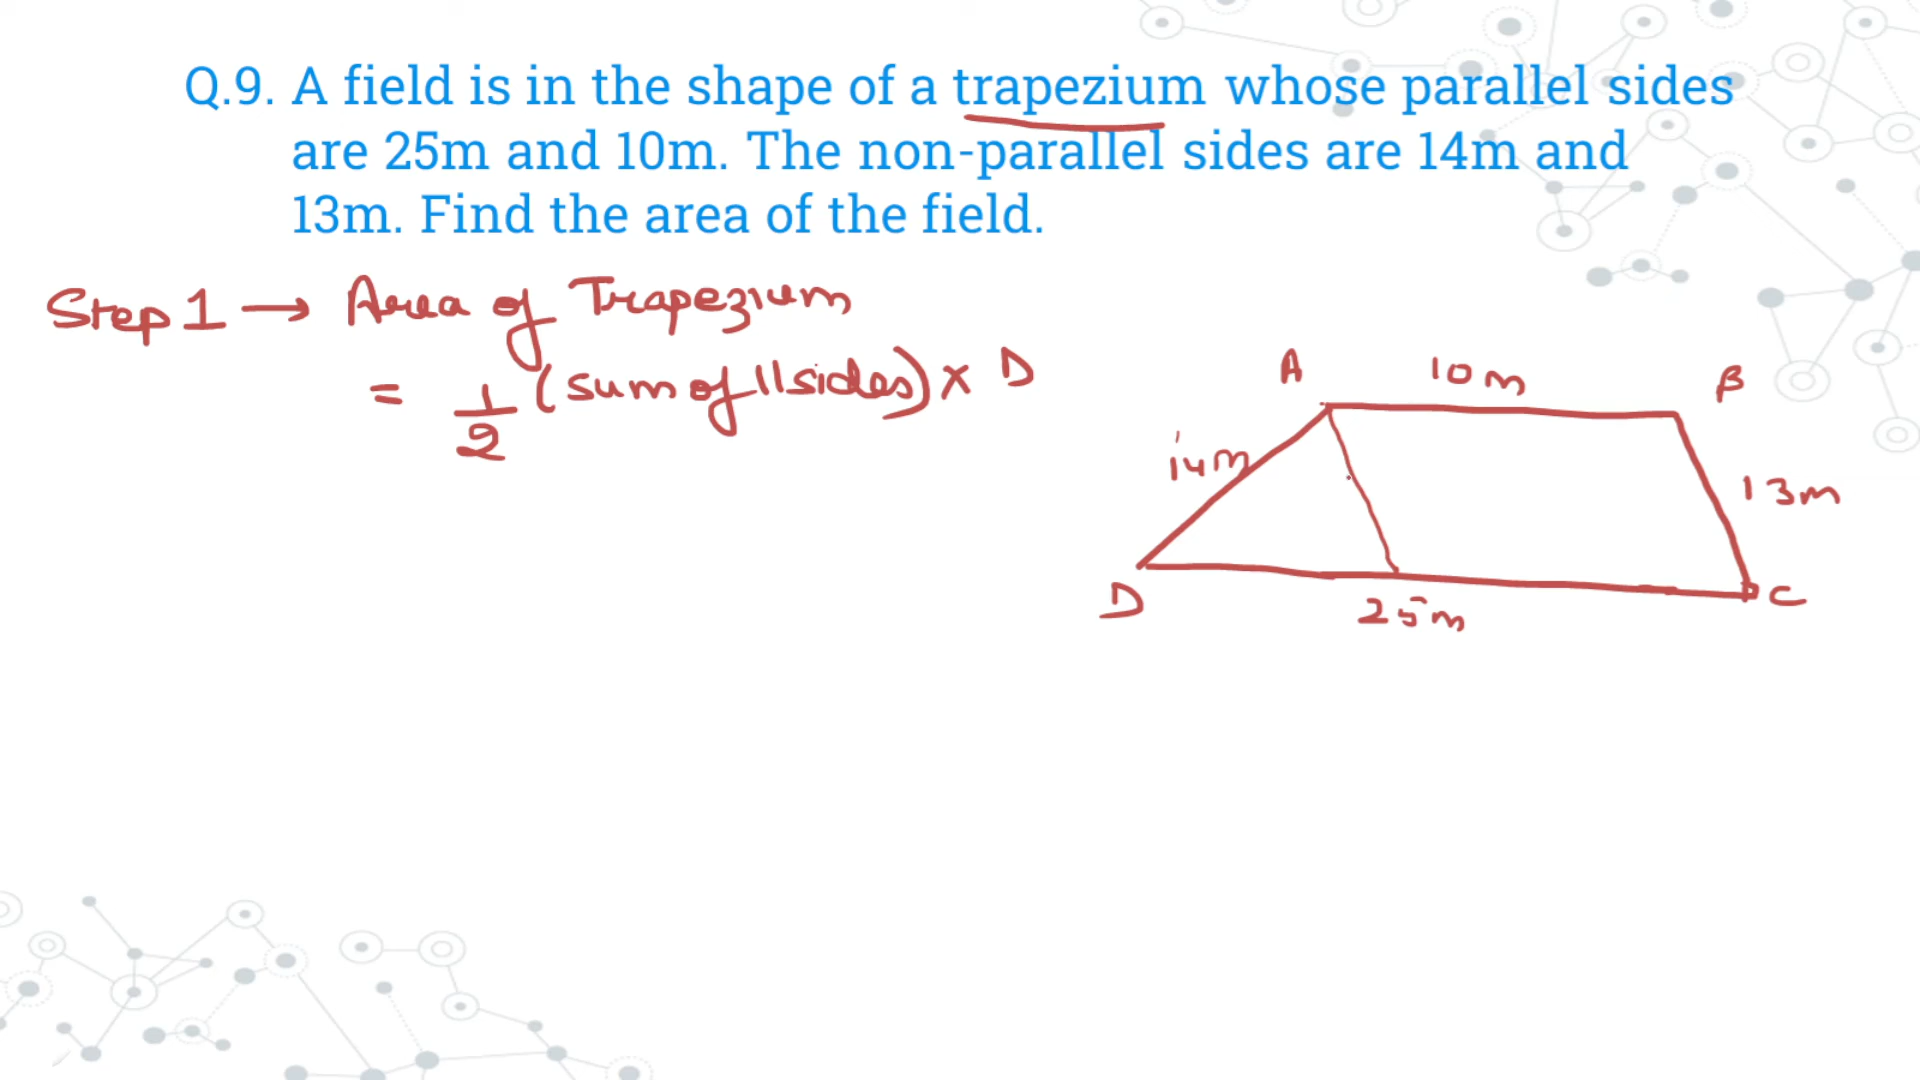 Q.9. A field is in the shape of a trapezium whose parallel sides
are 25m and 10m. The non-parallel sides are 14m and
13m. Find the area of the field.
Step 1 → Area of Trapezium
= 1/2 (sum of ||sides) × D
A 10m B
14m
13m
D 25m C